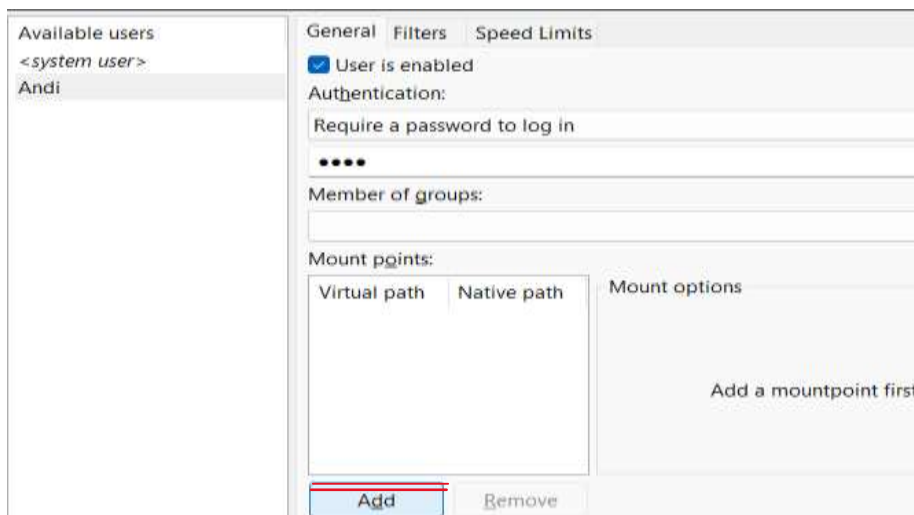 Available users
<system user>
Andi
General Filters Speed Limits
User is enabled
Authentication:
Require a password to log in
••••
Member of groups:
Mount points:
Virtual path Native path
Mount options
Add a mountpoint first
Add Remove